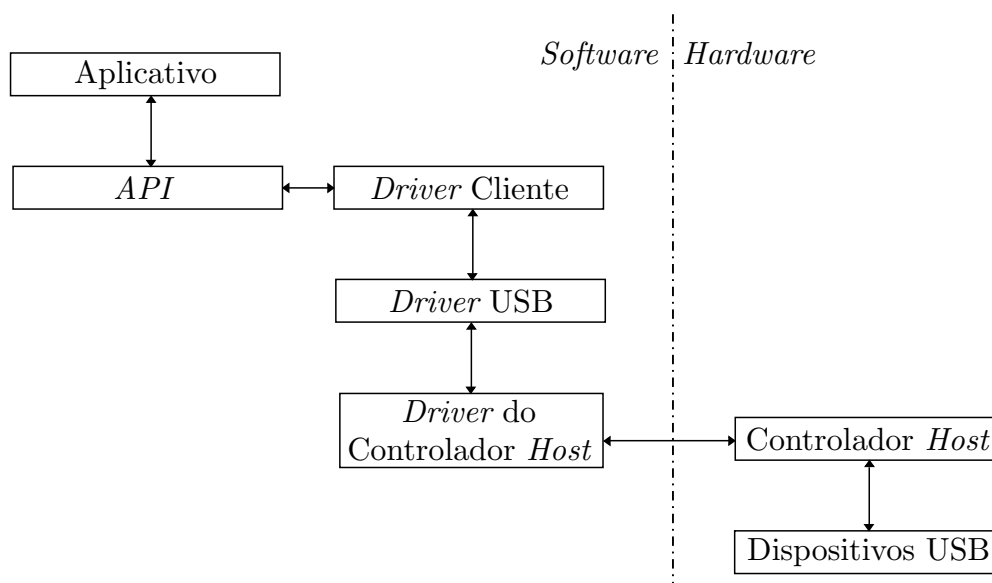 Software Hardware
Aplicativo
API
Driver Cliente
Driver USB
Driver do
Controlador Host
Controlador Host
Dispositivos USB